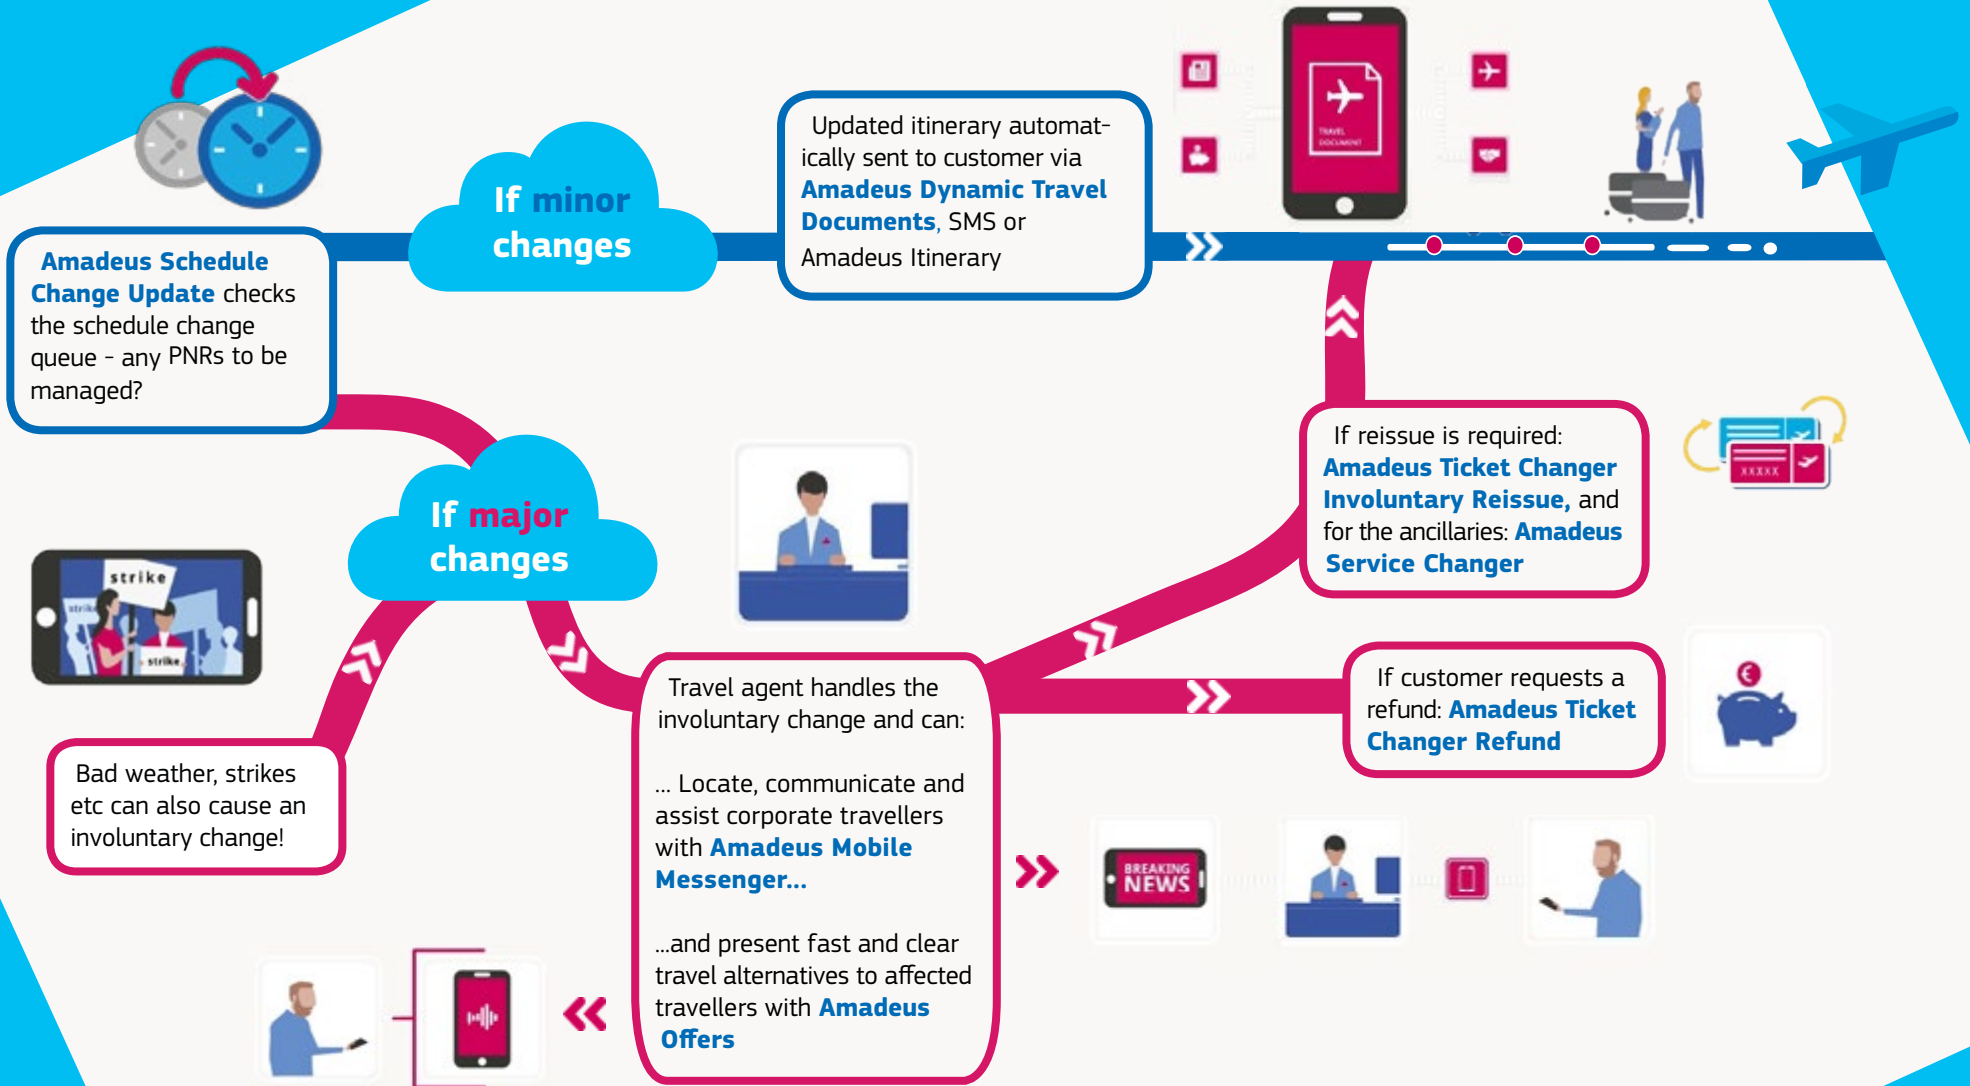 Amadeus Schedule
Change Update checks
the schedule change
queue - any PNRs to be
managed?
If minor
changes
Updated itinerary automat-
ically sent to customer via
Amadeus Dynamic Travel
Documents, SMS or
Amadeus Itinerary
TRAVEL
DOCUMENT
If major
changes
strike
strike
strike
Bad weather, strikes
etc can also cause an
involuntary change!
Travel agent handles the
involuntary change and can:
... Locate, communicate and
assist corporate travellers
with Amadeus Mobile
Messenger...
...and present fast and clear
travel alternatives to affected
travellers with Amadeus
Offers
If reissue is required:
Amadeus Ticket Changer
Involuntary Reissue, and
for the ancillaries: Amadeus
Service Changer
XXXXX
If customer requests a
refund: Amadeus Ticket
Changer Refund
€
BREAKING
NEWS